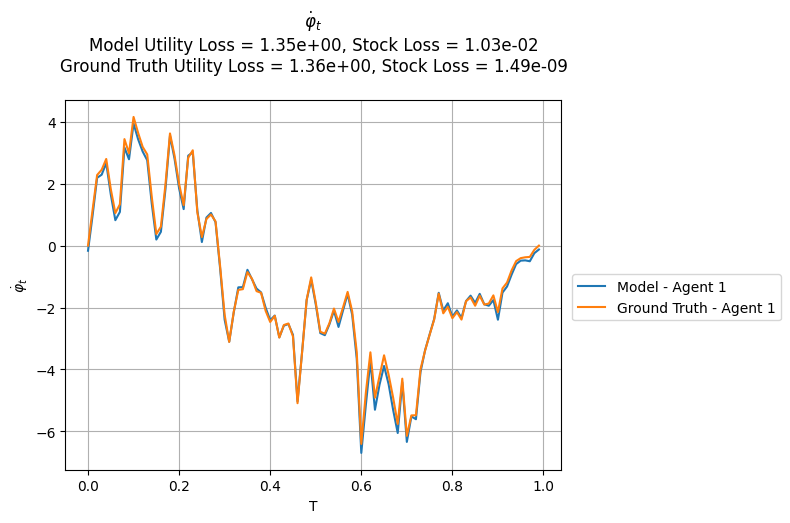 φ̇ₜ
Model Utility Loss = 1.35e+00, Stock Loss = 1.03e-02
Ground Truth Utility Loss = 1.36e+00, Stock Loss = 1.49e-09
4
2
0
−2
−4
−6
φ̇ₜ
0.0 0.2 0.4 0.6 0.8 1.0
T
Model - Agent 1
Ground Truth - Agent 1